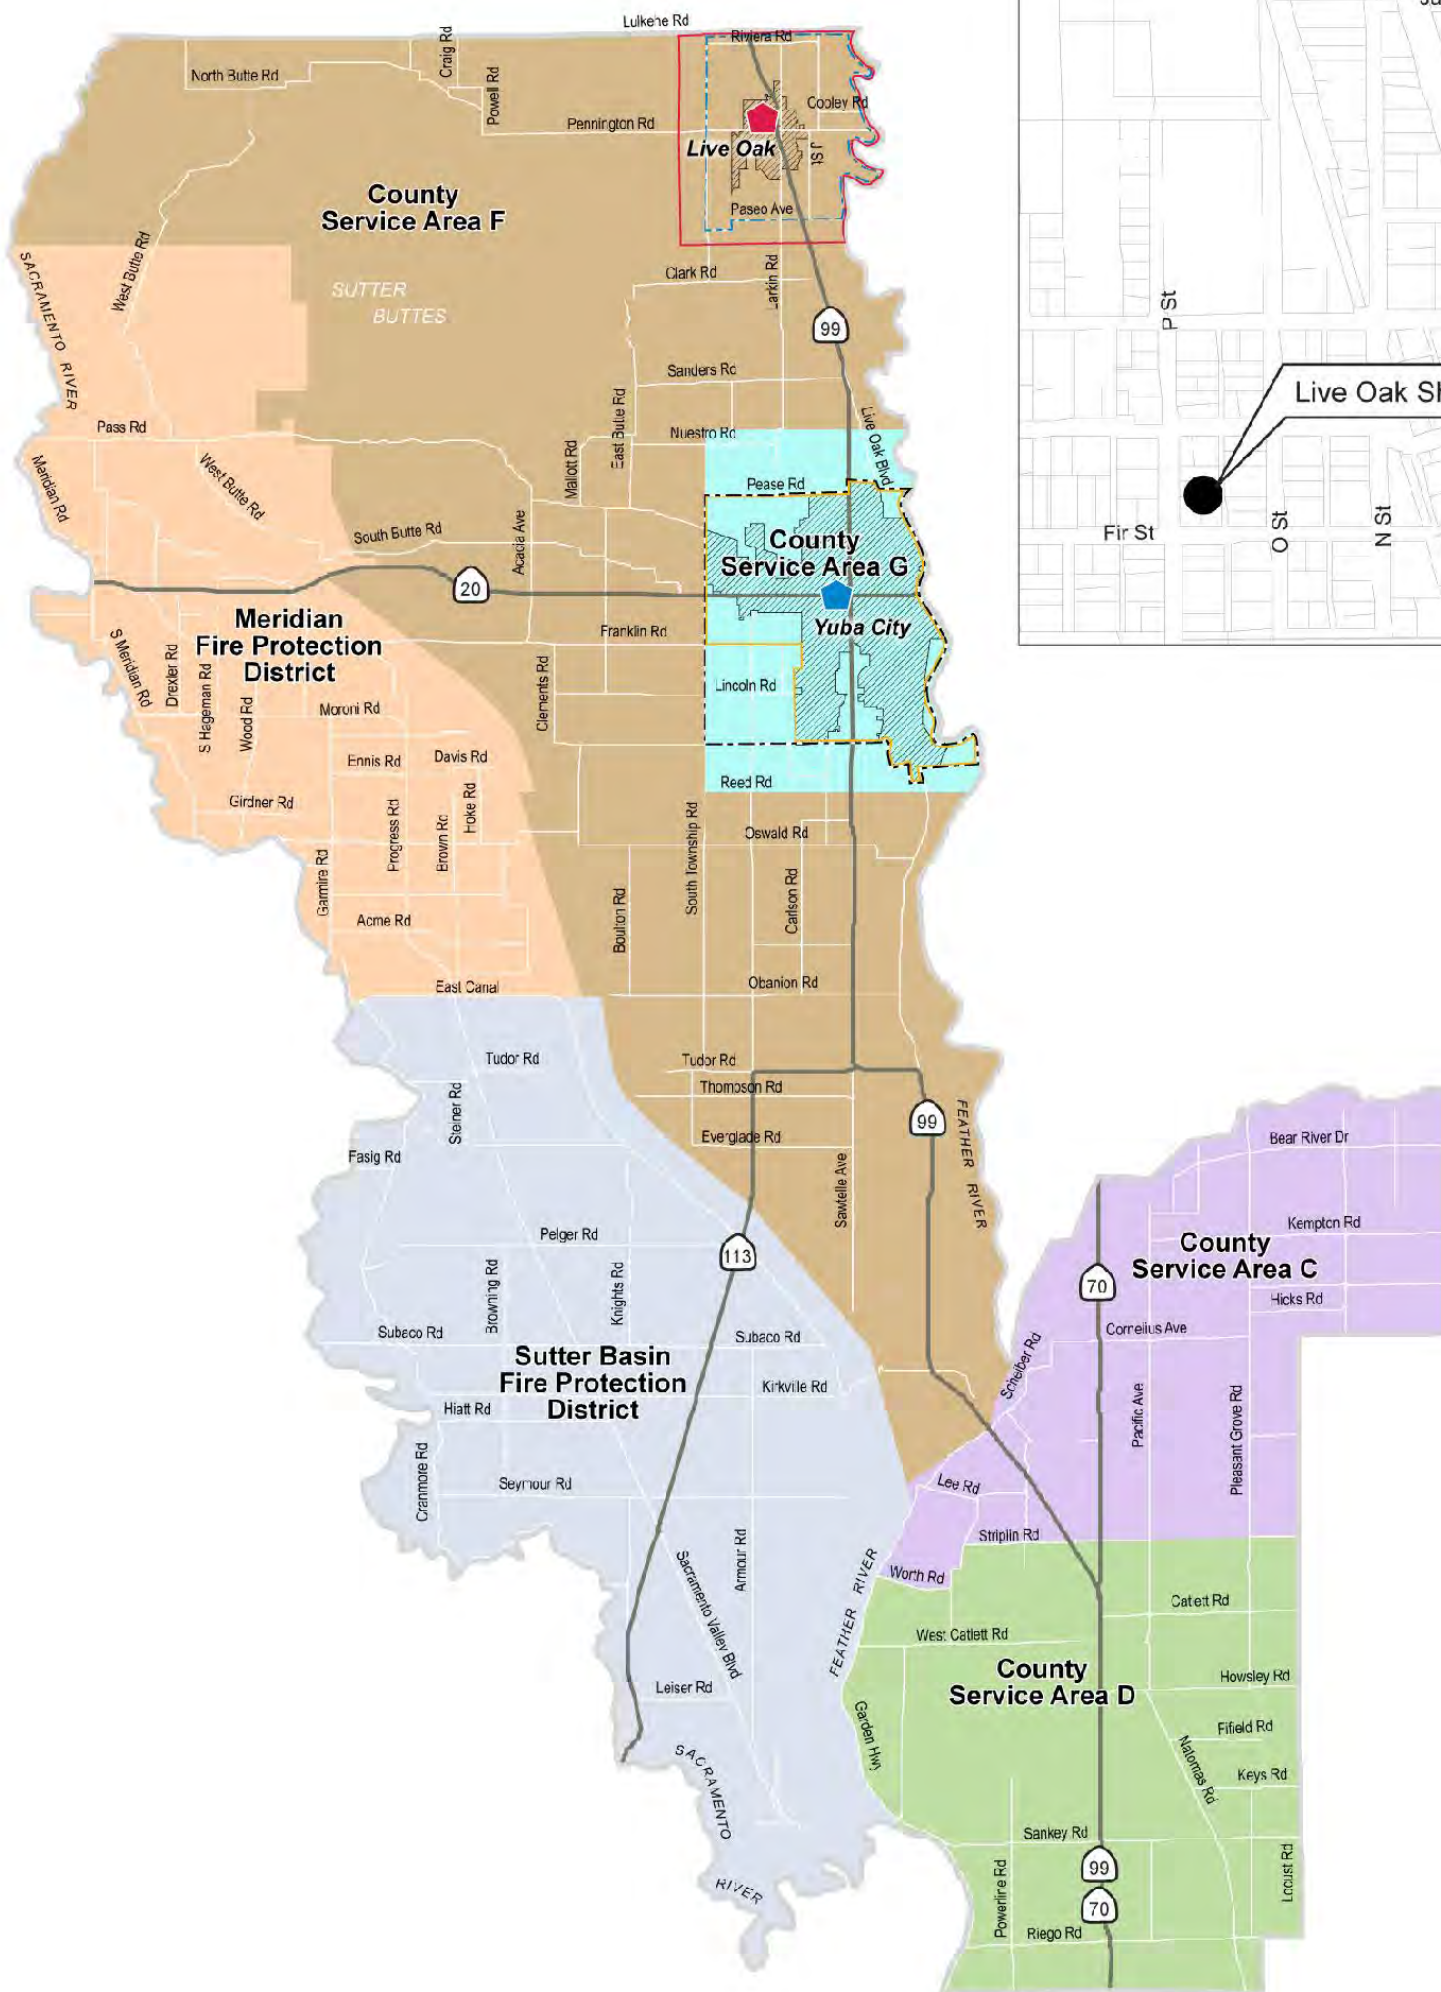 Lulkehe Rd
Riviera Rd
Craig Rd
North Butte Rd
Powell Rd
Cooley Rd
Pennington Rd
Live Oak
J St
County
Service Area F
Paseo Ave
West Butte Rd
SACRAMENTO RIVER
SUTTER
BUTTES
Clark Rd
Larkin Rd
99
P St
Sanders Rd
Live Oak Sh
East Butte Rd
Live Oak Blvd
Pass Rd
Nuestro Rd
Mallott Rd
Meridian Rd
West Butte Rd
Pease Rd
South Butte Rd
Acacia Ave
Fir St
O St
N St
County
Service Area G
20
Yuba City
Meridian
Fire Protection
District
Franklin Rd
S Meridian Rd
Drexler Rd
S Hageman Rd
Wood Rd
Clements Rd
Lincoln Rd
Moroni Rd
Ennis Rd
Davis Rd
Reed Rd
Girdner Rd
Hoke Rd
Progress Rd
Brown Rd
South Township Rd
Oswald Rd
Garmire Rd
Carlson Rd
Boulton Rd
Acme Rd
East Canal
Obanion Rd
Tudor Rd
Tudor Rd
Thompson Rd
Steiner Rd
99
FEATHER RIVER
Everglade Rd
Bear River Dr
Fasig Rd
Sawtelle Ave
Pelger Rd
113
Kempton Rd
County
Service Area C
Browning Rd
Knights Rd
70
Hicks Rd
Subaco Rd
Subaco Rd
Cornelius Ave
Scheiber Rd
Sutter Basin
Fire Protection
District
Kirkville Rd
Pacific Ave
Pleasant Grove Rd
Hiatt Rd
Cranmore Rd
Seymour Rd
Lee Rd
Striplin Rd
Armour Rd
Sacramento Valley Blvd
FEATHER RIVER
Worth Rd
Catlett Rd
West Catlett Rd
County
Service Area D
Howsley Rd
Leiser Rd
Garden Hwy
Fifield Rd
Natomas Rd
Keys Rd
SACRAMENTO
RIVER
Sankey Rd
99
Powerline Rd
Locust Rd
70
Riego Rd